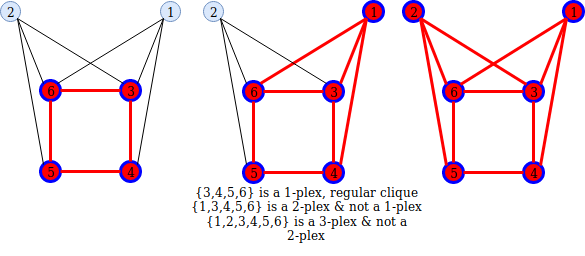 2 1 2 1 2 1
6 3 6 3 6 3
5 4 5 4 5 4
{3,4,5,6} is a 1-plex, regular clique
{1,3,4,5,6} is a 2-plex & not a 1-plex
{1,2,3,4,5,6} is a 3-plex & not a
2-plex